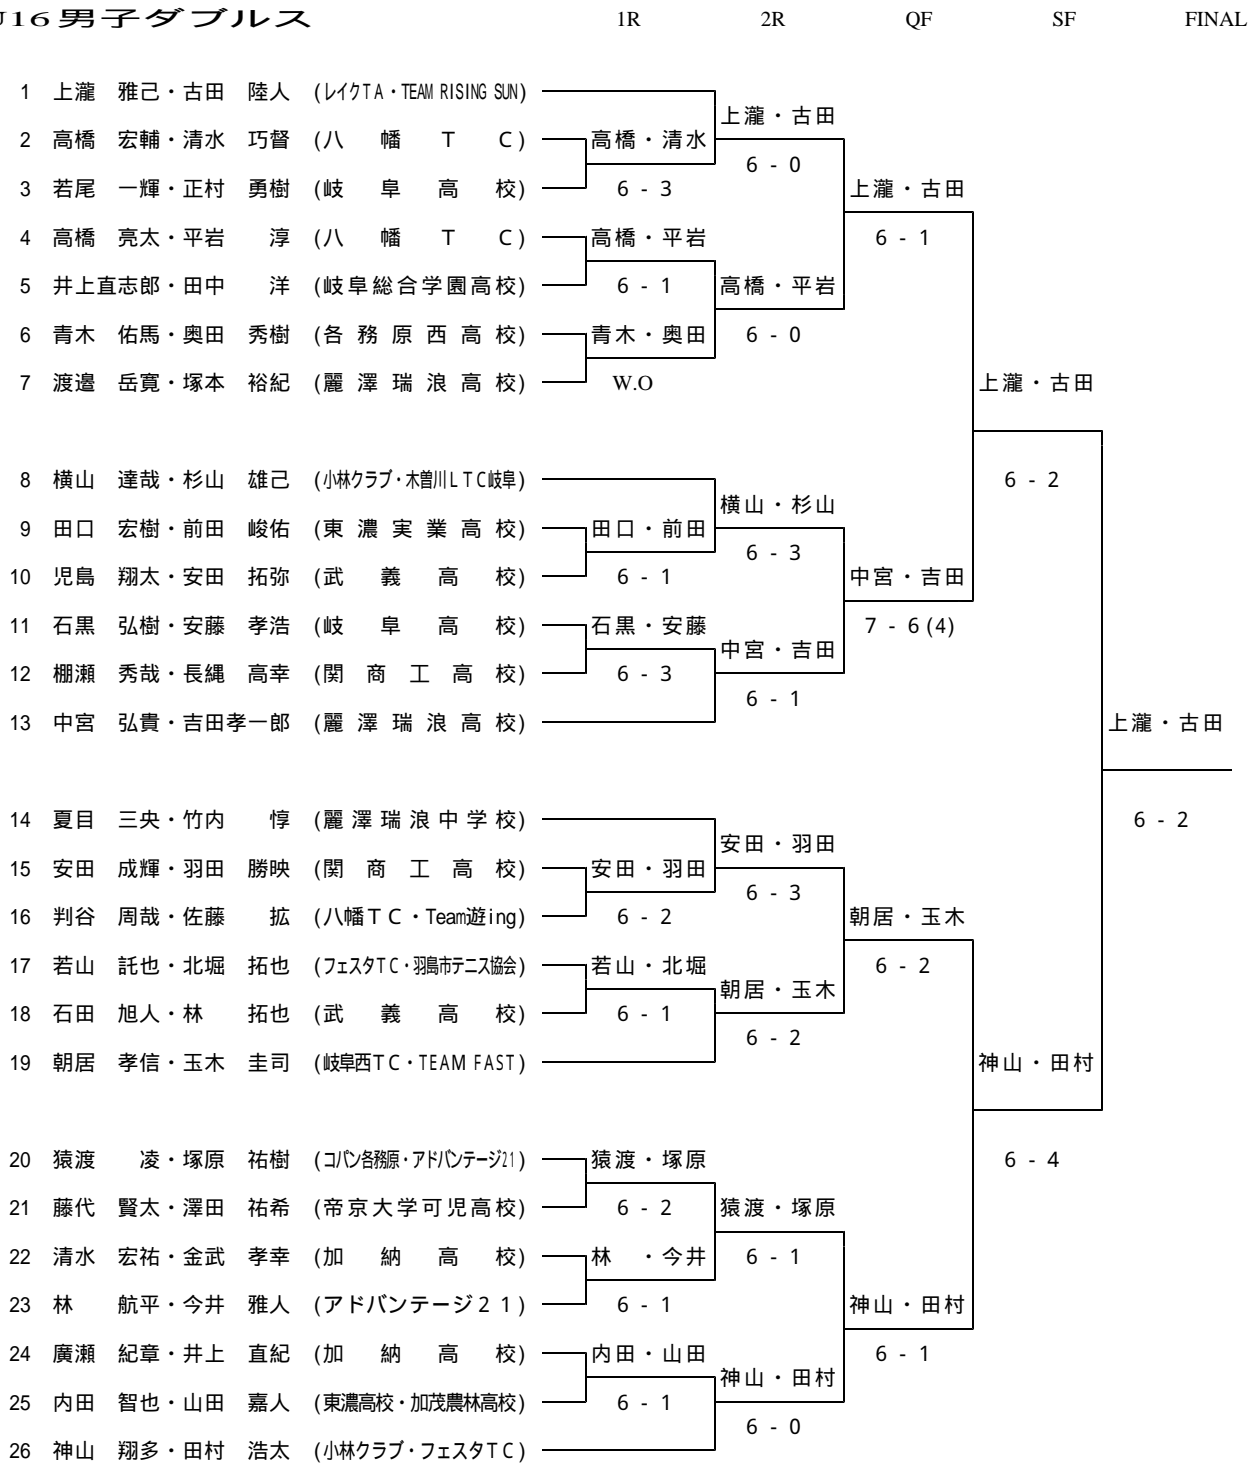 U16男子ダブルス 1R 2R QF SF FINAL
1 上瀧 雅己・古田 陸人 (レイクTA・TEAM RISING SUN)
上瀧・古田
2 高橋 宏輔・清水 巧督 (八幡TC) 高橋・清水
6 - 0
3 若尾 一輝・正村 勇樹 (岐阜高校) 6 - 3 上瀧・古田
4 高橋 亮太・平岩 淳 (八幡TC) 高橋・平岩 6 - 1
5 井上直志郎・田中 洋 (岐阜総合学園高校) 6 - 1 高橋・平岩
6 青木 佑馬・奥田 秀樹 (各務原西高校) 青木・奥田 6 - 0
7 渡邉 岳寛・塚本 裕紀 (麗澤瑞浪高校) W.O 上瀧・古田
8 横山 達哉・杉山 雄己 (小林クラブ・木曽川LTC岐阜) 6 - 2
横山・杉山
9 田口 宏樹・前田 峻佑 (東濃実業高校) 田口・前田
6 - 3
10 児島 翔太・安田 拓弥 (武義高校) 6 - 1 中宮・吉田
11 石黒 弘樹・安藤 孝浩 (岐阜高校) 石黒・安藤 7 - 6(4)
中宮・吉田
12 棚瀬 秀哉・長縄 高幸 (関商工高校) 6 - 3
6 - 1
13 中宮 弘貴・吉田孝一郎 (麗澤瑞浪高校) 上瀧・古田
14 夏目 三央・竹内 惇 (麗澤瑞浪中学校) 6 - 2
安田・羽田
15 安田 成輝・羽田 勝映 (関商工高校) 安田・羽田
6 - 3
16 判谷 周哉・佐藤 拡 (八幡TC・Team遊ing) 6 - 2 朝居・玉木
17 若山 託也・北堀 拓也 (フェスタTC・羽島市テニス協会) 若山・北堀 6 - 2
朝居・玉木
18 石田 旭人・林 拓也 (武義高校) 6 - 1
6 - 2
19 朝居 孝信・玉木 圭司 (岐阜西TC・TEAM FAST) 神山・田村
20 猿渡 凌・塚原 祐樹 (コパン各務原・アドバンテージ21) 猿渡・塚原 6 - 4
21 藤代 賢太・澤田 祐希 (帝京大学可児高校) 6 - 2 猿渡・塚原
22 清水 宏祐・金武 孝幸 (加納高校) 林 ・今井 6 - 1
23 林 航平・今井 雅人 (アドバンテージ21) 6 - 1 神山・田村
24 廣瀬 紀章・井上 直紀 (加納高校) 内田・山田 6 - 1
神山・田村
25 内田 智也・山田 嘉人 (東濃高校・加茂農林高校) 6 - 1
6 - 0
26 神山 翔多・田村 浩太 (小林クラブ・フェスタTC)